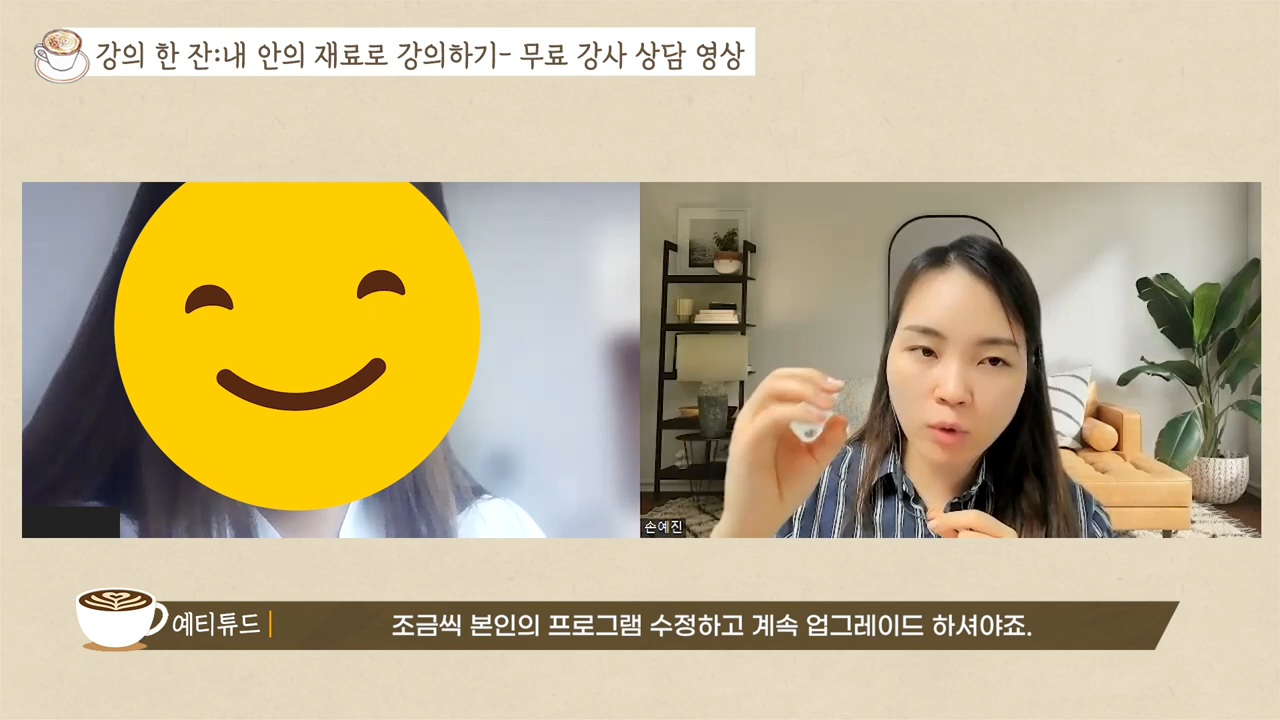 강의 한 잔:내 안의 재료로 강의하기- 무료 강사 상담 영상
손예진
예티튜드
조금씩 본인의 프로그램 수정하고 계속 업그레이드 하셔야죠.